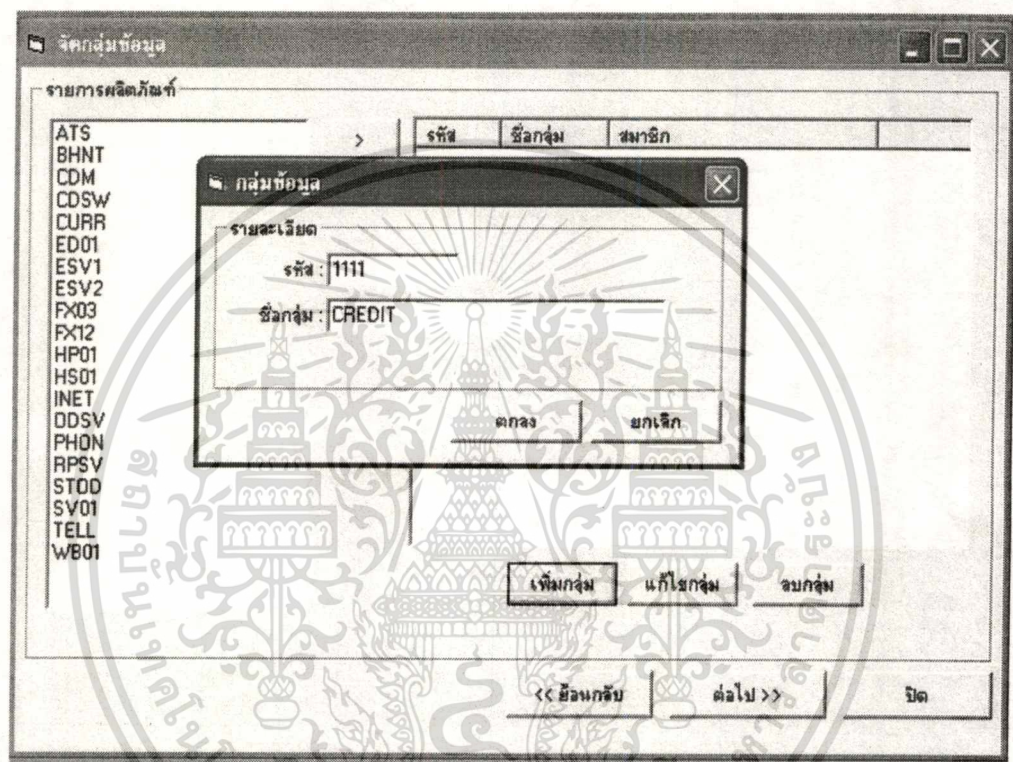 จัดกลุ่มข้อมูล
รายการผลิตภัณฑ์
ATS
BHNT
CDM
CDSW
CURR
ED01
ESV1
ESV2
FX03
FX12
HP01
HS01
INET
ODSV
PHON
RPSV
STOD
SV01
TELL
WB01
>
รหัส ชื่อกลุ่ม สมาชิก
กลุ่มข้อมูล
รายละเอียด
รหัส : 1111
ชื่อกลุ่ม : CREDIT
ตกลง ยกเลิก
เพิ่มกลุ่ม แก้ไขกลุ่ม ลบกลุ่ม
<< ย้อนกลับ ต่อไป >> ปิด